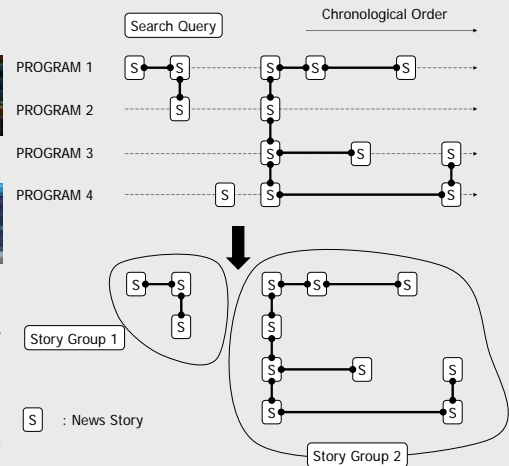 Search Query
Chronological Order
PROGRAM 1 S S S S S
PROGRAM 2 S S
PROGRAM 3 S S S
PROGRAM 4 S S S
S S S S S
S S
Story Group 1
S S S
S S
S : News Story
Story Group 2